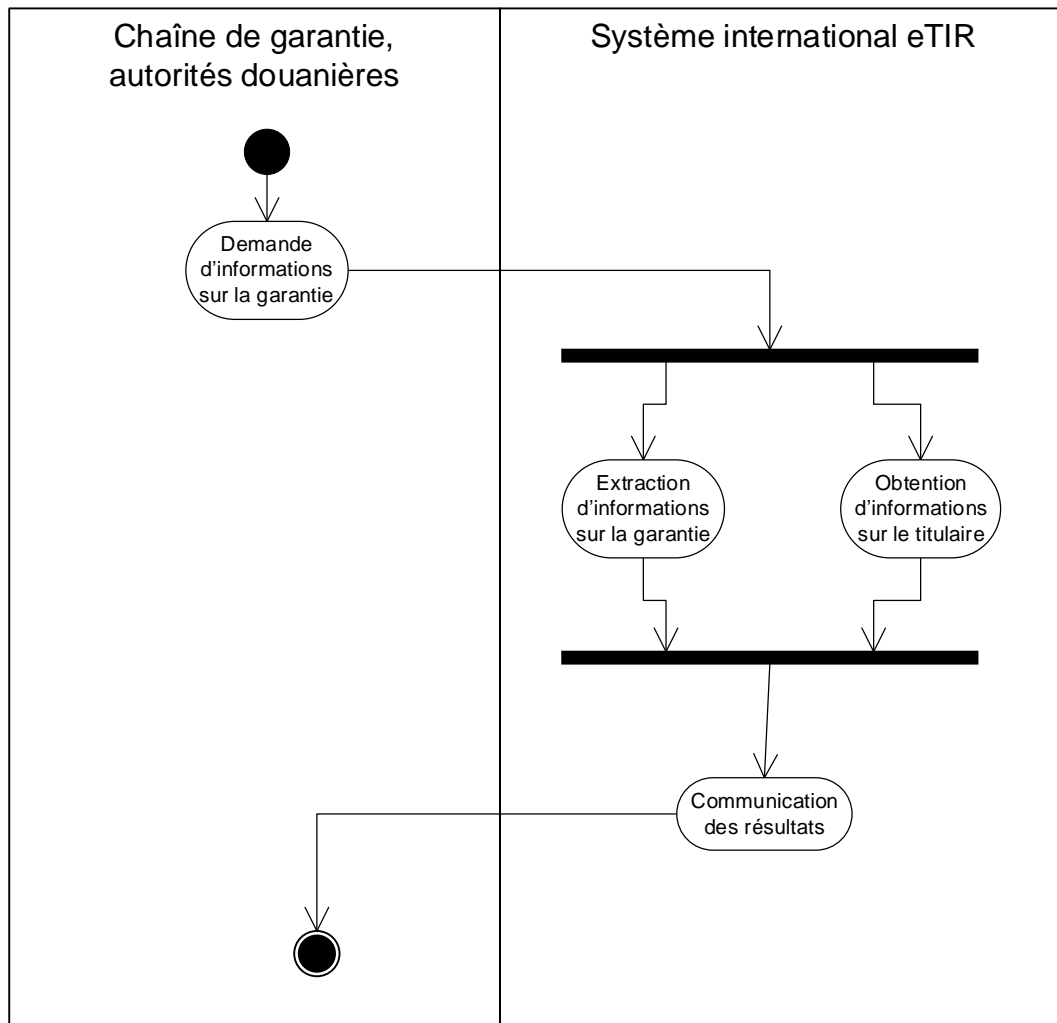 Chaîne de garantie,
autorités douanières
Système international eTIR
Demande
d'informations
sur la garantie
Extraction
d'informations
sur la garantie
Obtention
d'informations
sur le titulaire
Communication
des résultats